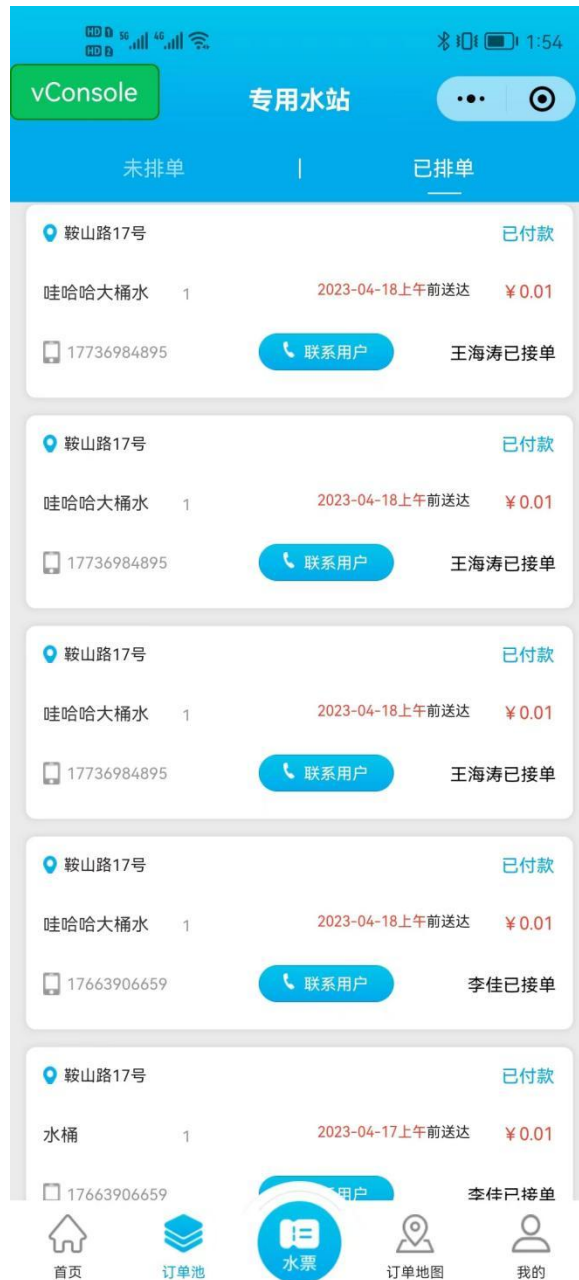 HD 1 5G 4G 1:54
HD 2
vConsole 专用水站
未排单 | 已排单
鞍山路17号 已付款
哇哈哈大桶水 1 2023-04-18上午前送达 ￥0.01
17736984895 联系用户 王海涛已接单
鞍山路17号 已付款
哇哈哈大桶水 1 2023-04-18上午前送达 ￥0.01
17736984895 联系用户 王海涛已接单
鞍山路17号 已付款
哇哈哈大桶水 1 2023-04-18上午前送达 ￥0.01
17736984895 联系用户 王海涛已接单
鞍山路17号 已付款
哇哈哈大桶水 1 2023-04-18上午前送达 ￥0.01
17663906659 联系用户 李佳已接单
鞍山路17号 已付款
水桶 1 2023-04-17上午前送达 ￥0.01
17663906659 用户 李佳已接单
首页 订单池 水票 订单地图 我的